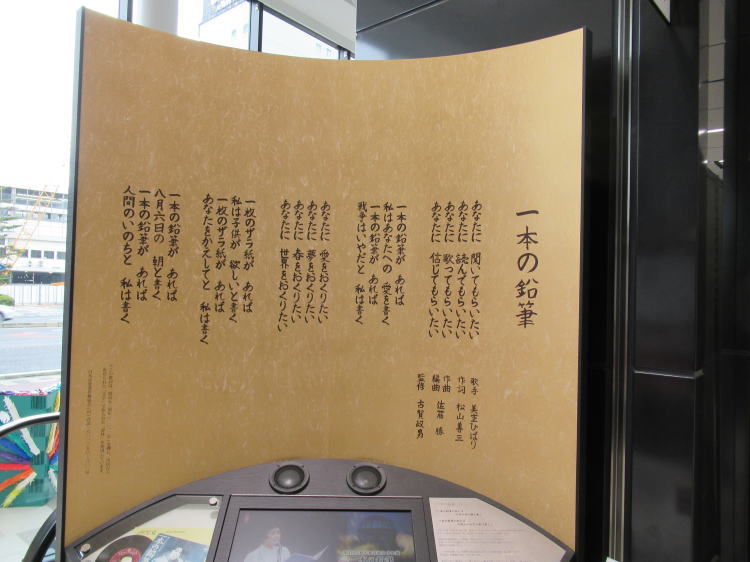 一本の鉛筆
あなたに 聞いてもらいたい
あなたに 読んでもらいたい
あなたに 歌ってもらいたい
あなたに 信じてもらいたい
一本の鉛筆が あれば
私はあなたへの 愛を書く
一本の鉛筆が あれば
戦争はいやだと 私は書く
あなたに 愛をおくりたい
あなたに 夢をおくりたい
あなたに 春をおくりたい
あなたに 世界をおくりたい
一枚のザラ紙が あれば
私は子供が 欲しいと書く
一枚のザラ紙が あれば
あなたをかえしてと 私は書く
一本の鉛筆が あれば
八月六日の 朝と書く
一本の鉛筆が あれば
人間のいのちと 私は書く
歌手 美空ひばり
作詞 松山善三
作曲
編曲 佐藤 勝
監修 古賀政男